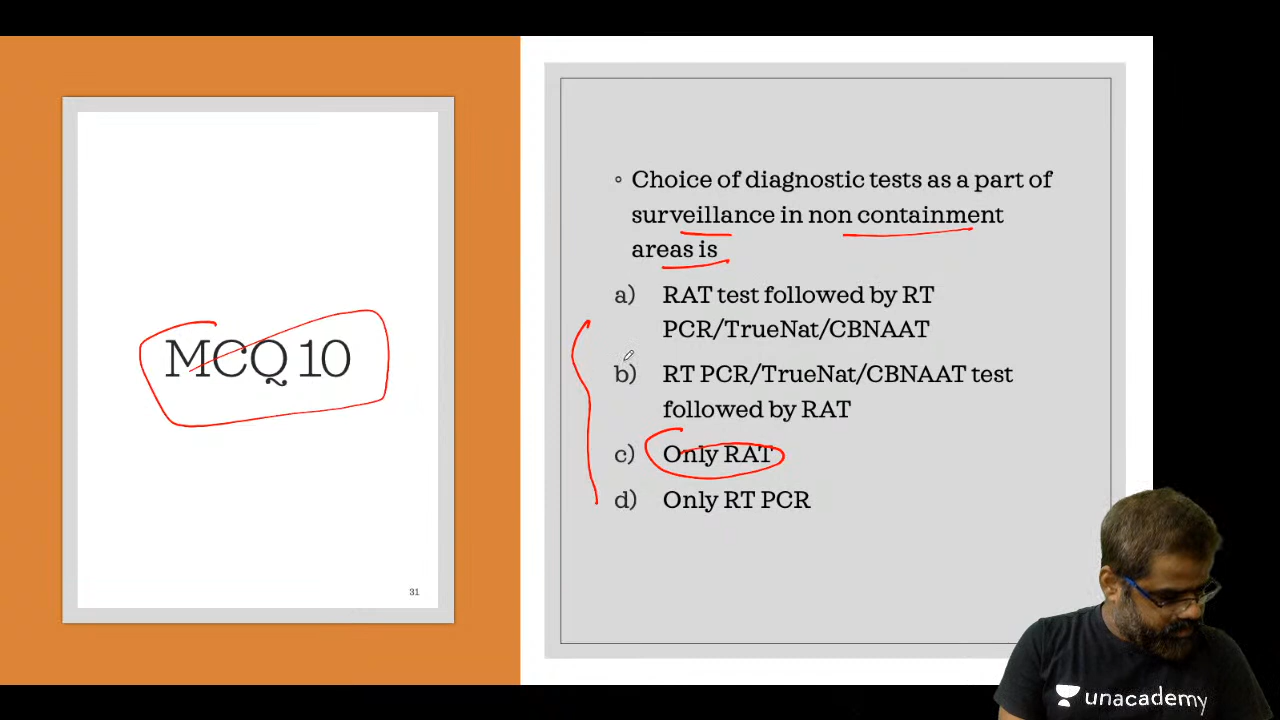 MCQ 10
31
◦ Choice of diagnostic tests as a part of
surveillance in non containment
areas is
a) RAT test followed by RT
PCR/TrueNat/CBNAAT
b) RT PCR/TrueNat/CBNAAT test
followed by RAT
c) Only RAT
d) Only RT PCR
unacademy